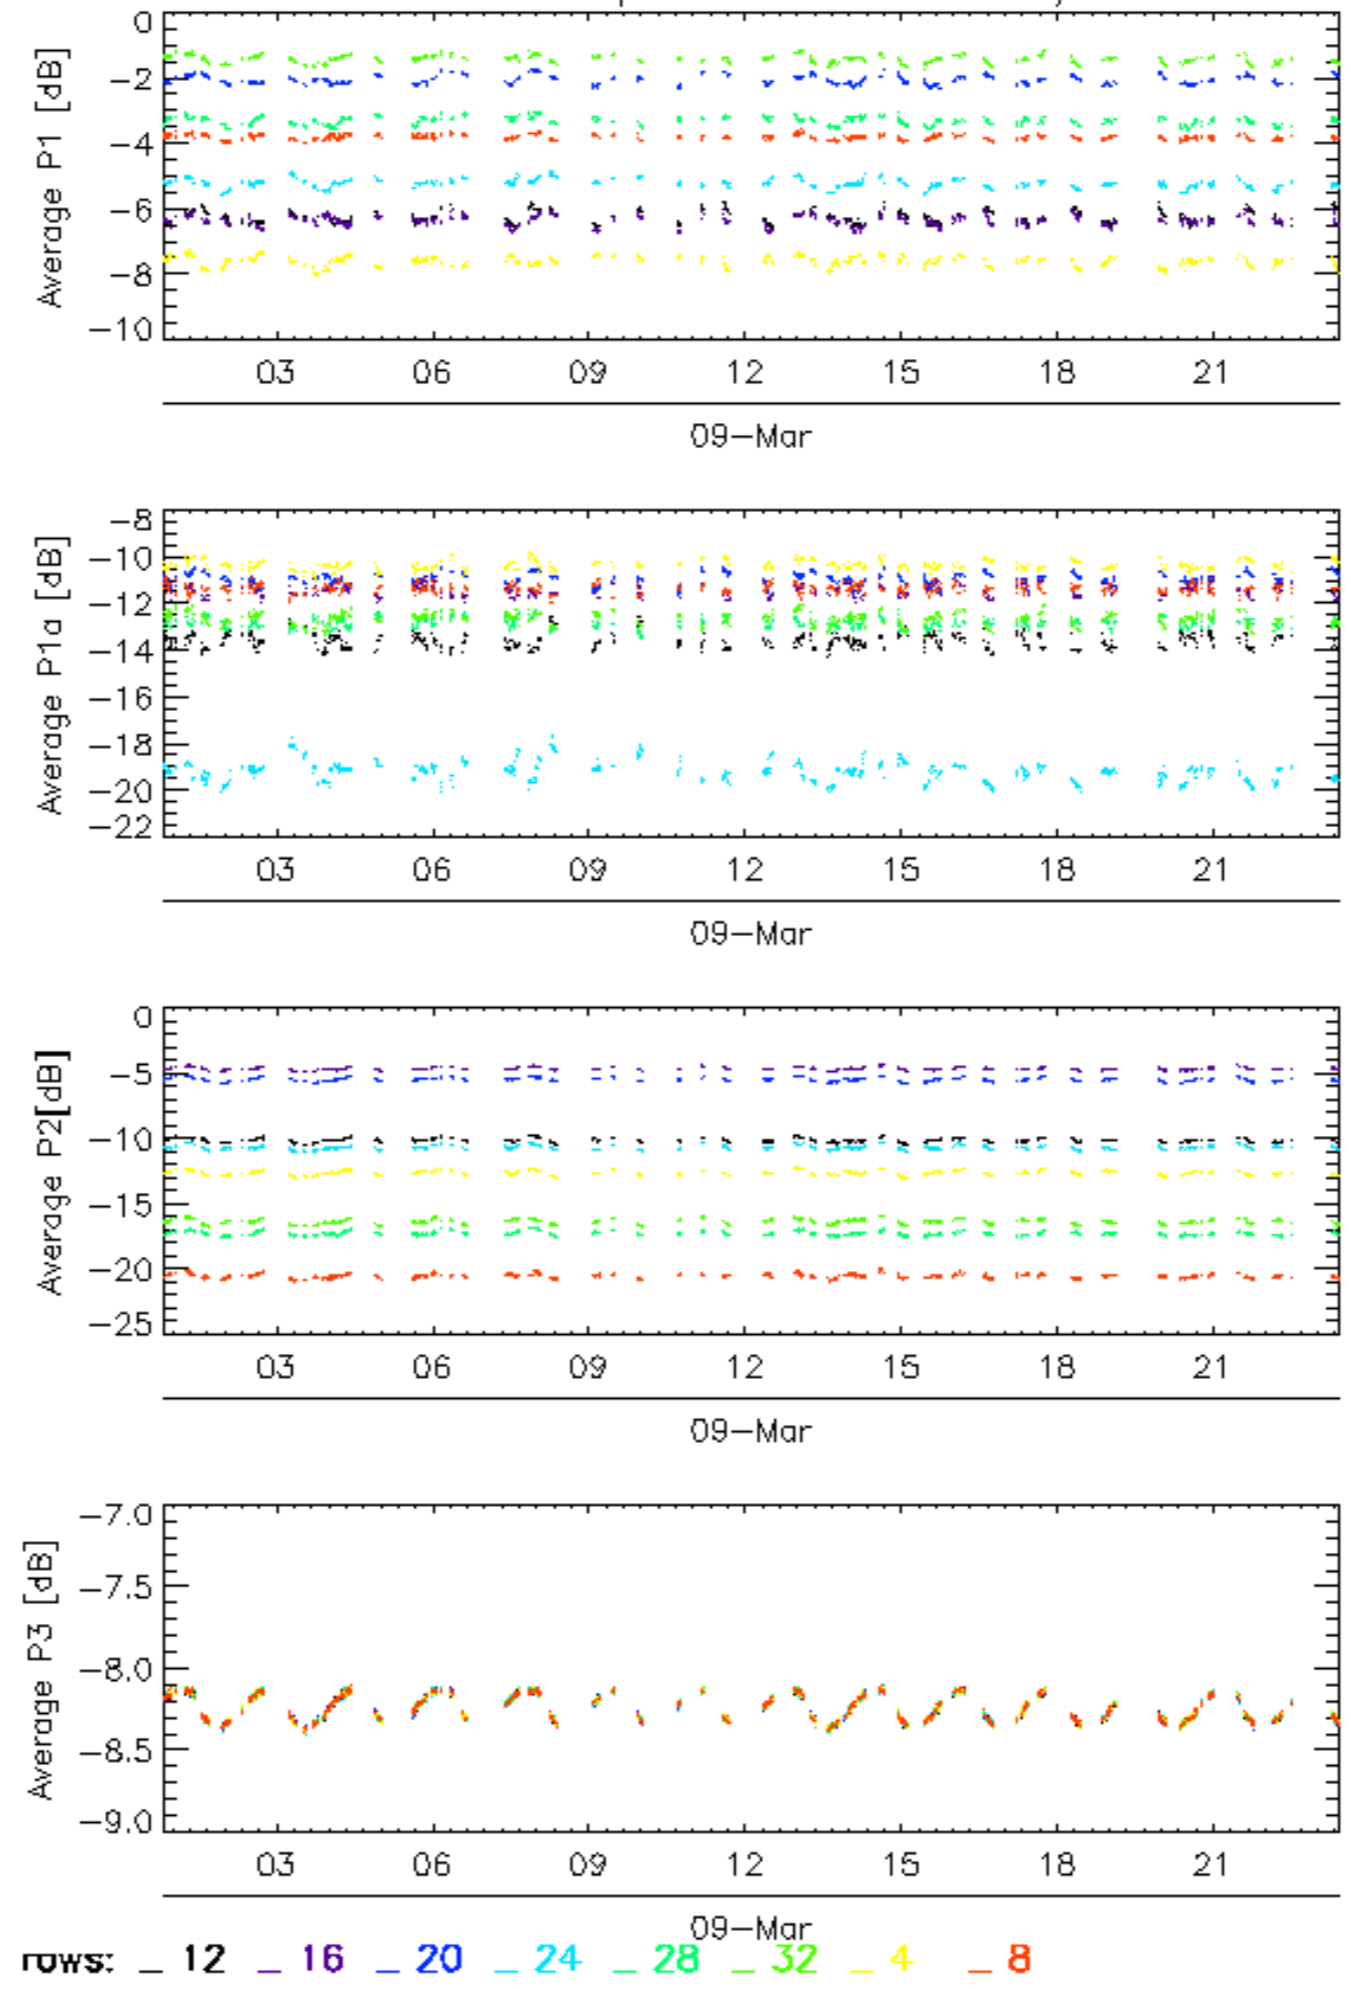 Average P1 [dB]
0
−2
−4
−6
−8
−10
03 06 09 12 15 18 21
09−Mar
Average P1a [dB]
−8
−10
−12
−14
−16
−18
−20
−22
03 06 09 12 15 18 21
09−Mar
Average P2[dB]
0
−5
−10
−15
−20
−25
03 06 09 12 15 18 21
09−Mar
Average P3 [dB]
−7.0
−7.5
−8.0
−8.5
−9.0
03 06 09 12 15 18 21
09−Mar
rows: _ 12 _ 16 _ 20 _ 24 _ 28 _ 32 _ 4 _ 8